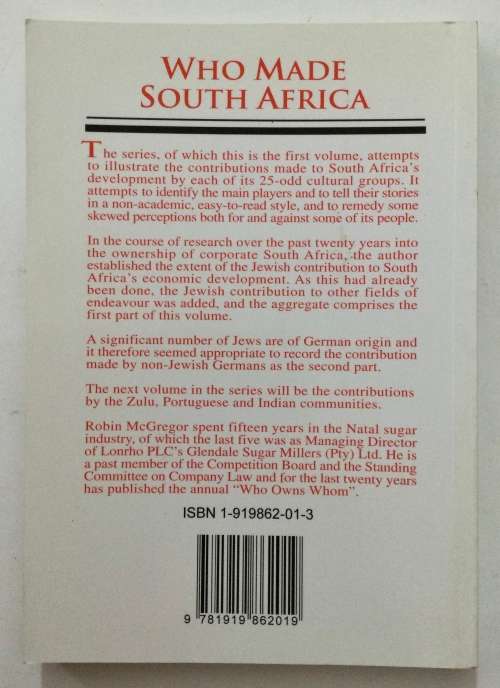 WHO MADE
SOUTH AFRICA
The series, of which this is the first volume, attempts
to illustrate the contributions made to South Africa's
development by each of its 25-odd cultural groups. It
attempts to identify the main players and to tell their stories
in a non-academic, easy-to-read style, and to remedy some
skewed perceptions both for and against some of its people.
In the course of research over the past twenty years into
the ownership of corporate South Africa, the author
established the extent of the Jewish contribution to South
Africa's economic development. As this had already
been done, the Jewish contribution to other fields of
endeavour was added, and the aggregate comprises the
first part of this volume.
A significant number of Jews are of German origin and
it therefore seemed appropriate to record the contribution
made by non-Jewish Germans as the second part.
The next volume in the series will be the contributions
by the Zulu, Portuguese and Indian communities.
Robin McGregor spent fifteen years in the Natal sugar
industry, of which the last five was as Managing Director
of Lonrho PLC's Glendale Sugar Millers (Pty) Ltd. He is
a past member of the Competition Board and the Standing
Committee on Company Law and for the last twenty years
has published the annual "Who Owns Whom".
ISBN 1-919862-01-3
9 781919 862019